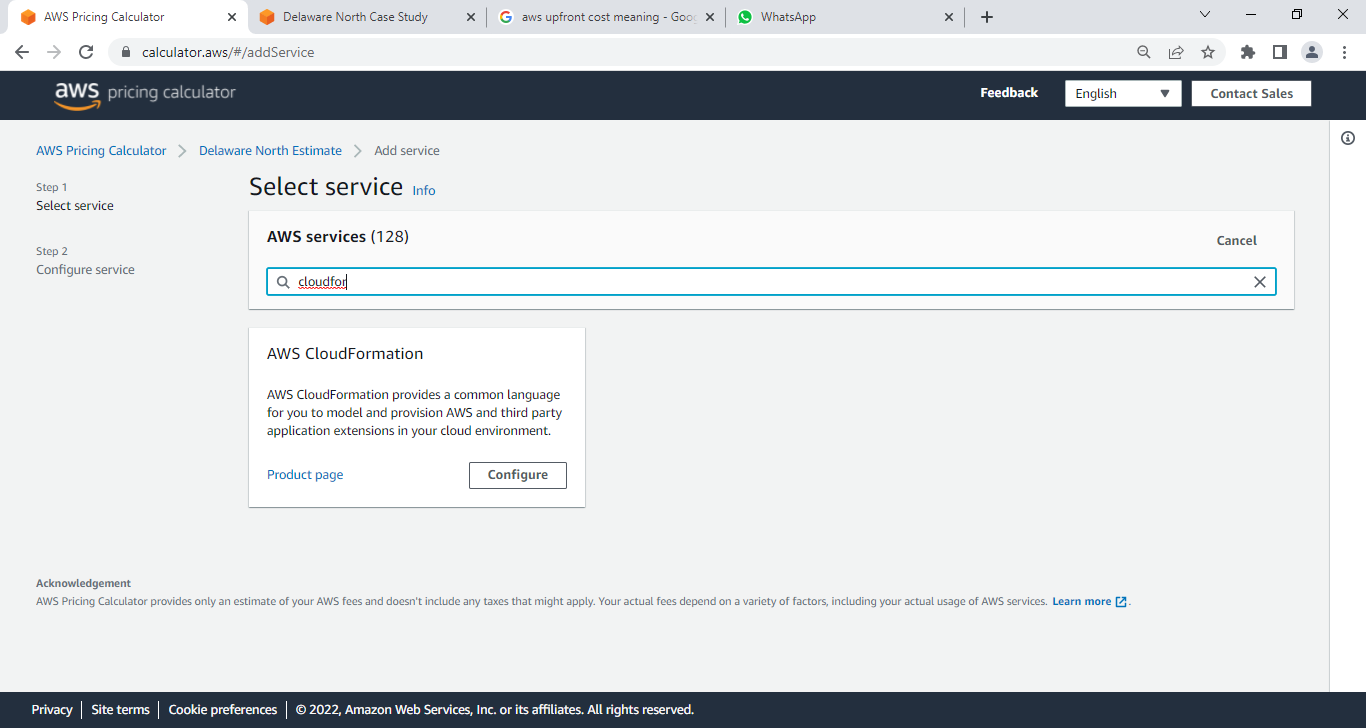 AWS Pricing Calculator
Delaware North Case Study
aws upfront cost meaning - Goo
WhatsApp
calculator.aws/#/addService
aws pricing calculator
Feedback
English
Contact Sales
AWS Pricing Calculator
Delaware North Estimate
Add service
Step 1
Select service
Step 2
Configure service
Select service Info
AWS services (128)
Cancel
cloudfor
AWS CloudFormation
AWS CloudFormation provides a common language
for you to model and provision AWS and third party
application extensions in your cloud environment.
Product page
Configure
Acknowledgement
AWS Pricing Calculator provides only an estimate of your AWS fees and doesn't include any taxes that might apply. Your actual fees depend on a variety of factors, including your actual usage of AWS services. Learn more.
Privacy
Site terms
Cookie preferences
© 2022, Amazon Web Services, Inc. or its affiliates. All rights reserved.